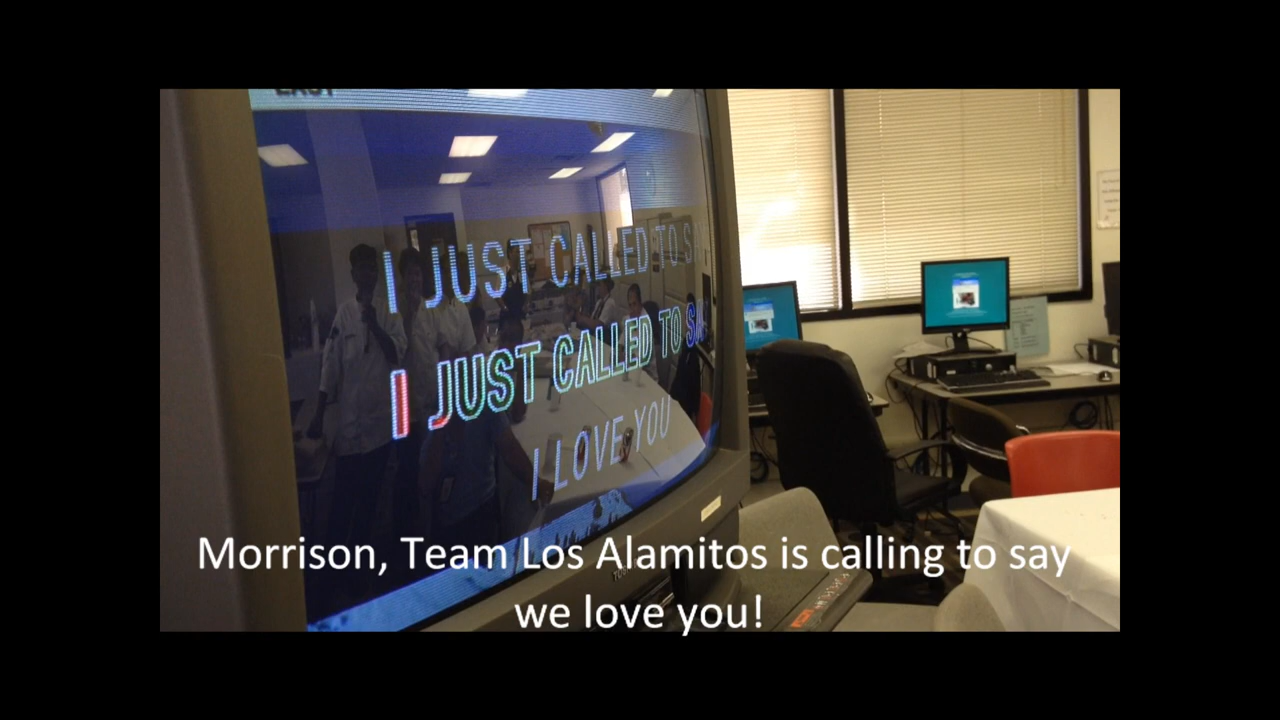 I JUST CALLED TO SA
I JUST CALLED TO SA
I LOVE YOU
Morrison, Team Los Alamitos is calling to say
we love you!